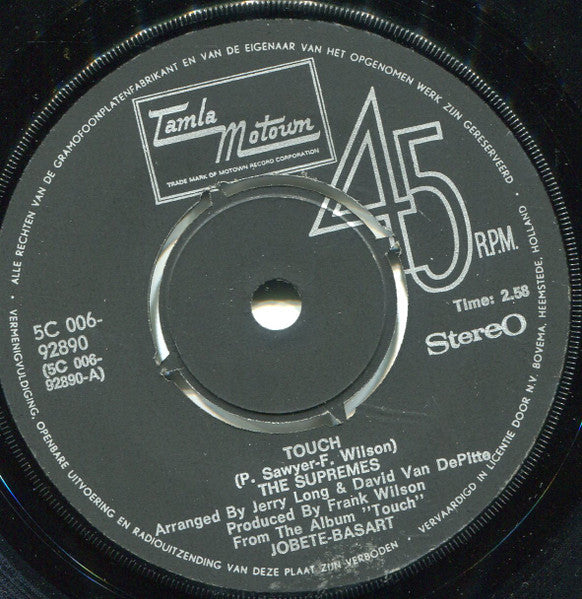 ALLE RECHTEN VAN DE GRAMOFOONPLATENFABRIKANT EN VAN DE EIGENAAR VAN HET OPGENOMEN WERK ZIJN GERESERVEERD.
Tamla
Motown
TRADE MARK OF MOTOWN RECORD CORPORATION
45
R.P.M.
Time: 2.58
StereO
5C 006-
92890
(5C 006-
92890-A)
TOUCH
(P. Sawyer-F. Wilson)
THE SUPREMES
Arranged By Jerry Long & David Van DePitte
Produced By Frank Wilson
From The Album "Touch"
JOBETE-BASART
VERVAARDIGD IN LICENTIE DOOR N.V. BOVEMA, HEEMSTEDE, HOLLAND
VERMENGVULDIGING, OPENBARE UITVOERING EN RADIOUITZENDING VAN DEZE PLAAT ZIJN VERBODEN